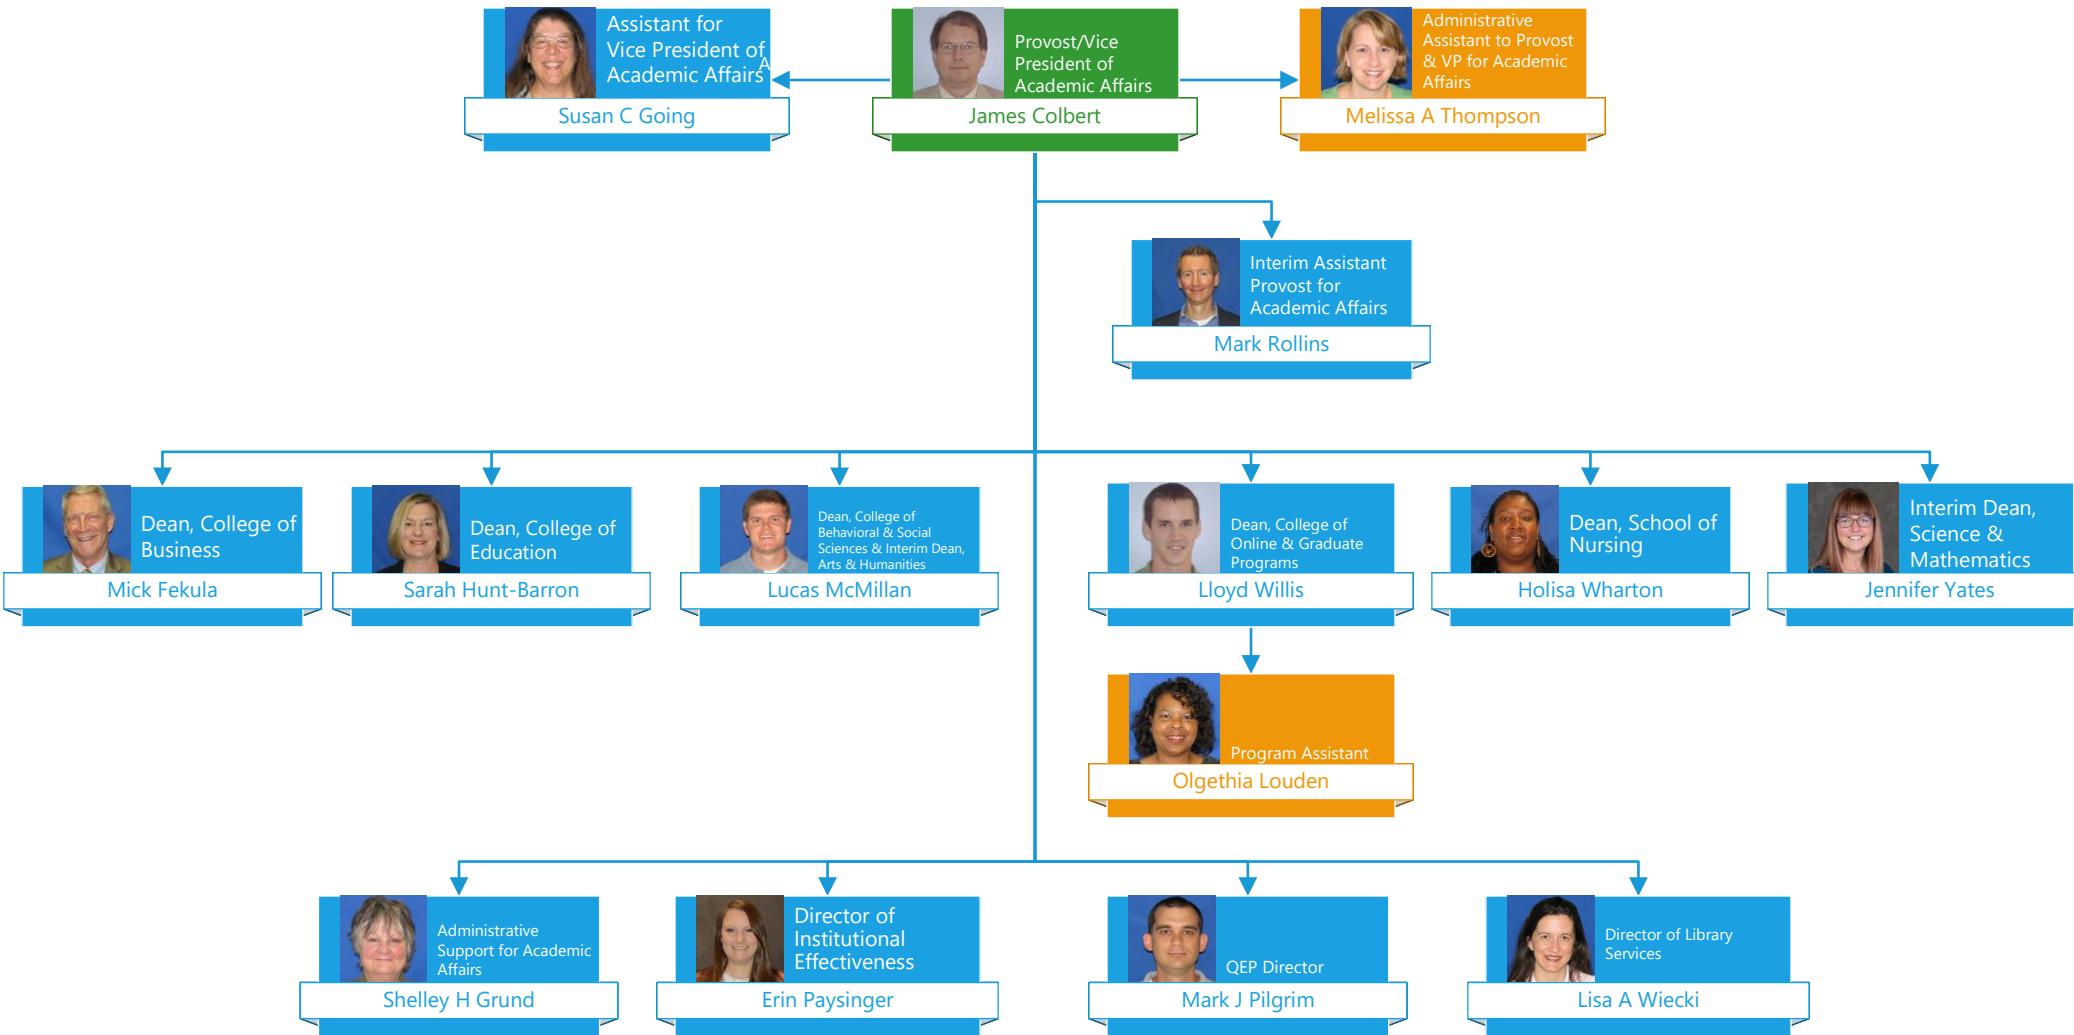 Assistant for
Vice President of
A
Academic Affairs
Susan C Going
Provost/Vice
President of
Academic Affairs
James Colbert
Administrative
Assistant to Provost
& VP for Academic
Affairs
Melissa A Thompson
Interim Assistant
Provost for
Academic Affairs
Mark Rollins
Dean, College of
Business
Mick Fekula
Dean, College of
Education
Sarah Hunt-Barron
Dean, College of
Behavioral & Social
Sciences & Interim Dean,
Arts & Humanities
Lucas McMillan
Dean, College of
Online & Graduate
Programs
Lloyd Willis
Dean, School of
Nursing
Holisa Wharton
Interim Dean,
Science &
Mathematics
Jennifer Yates
Program Assistant
Olgethia Louden
Administrative
Support for Academic
Affairs
Shelley H Grund
Director of
Institutional
Effectiveness
Erin Paysinger
QEP Director
Mark J Pilgrim
Director of Library
Services
Lisa A Wiecki